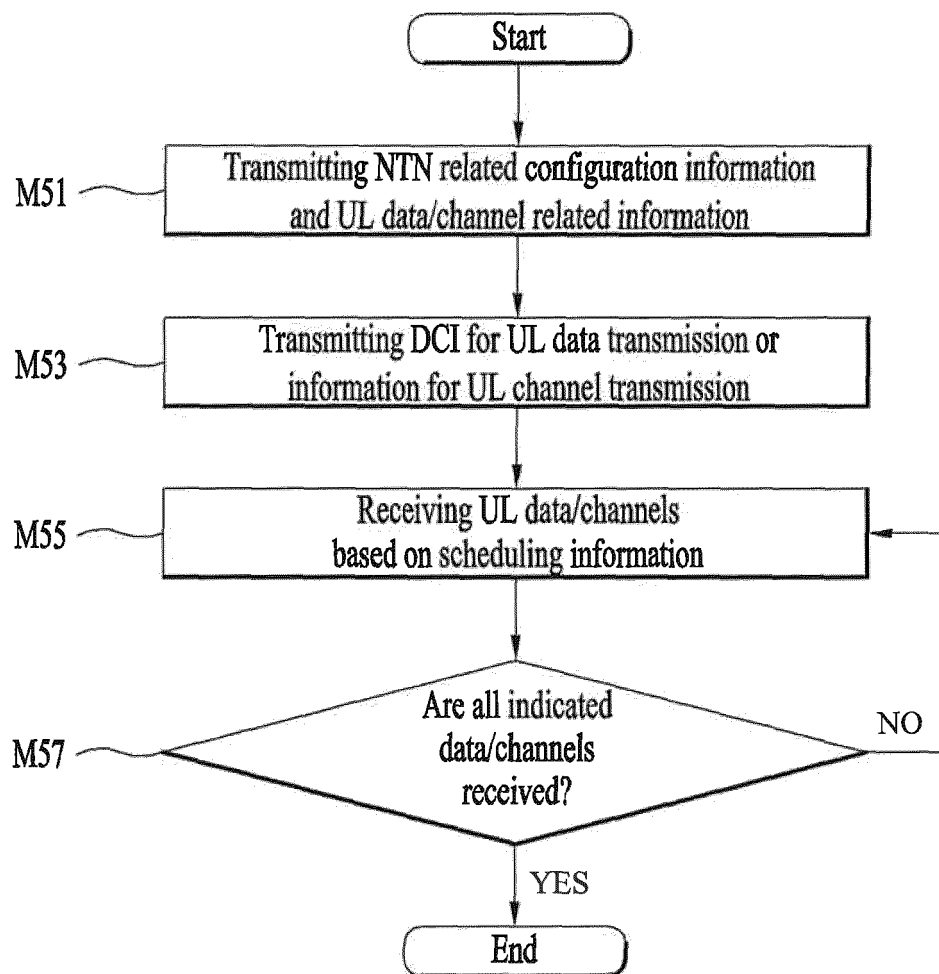 Start
M51
Transmitting NTN related configuration information
and UL data/channel related information
M53
Transmitting DCI for UL data transmission or
information for UL channel transmission
M55
Receiving UL data/channels
based on scheduling information
M57
Are all indicated
data/channels
received?
NO
YES
End